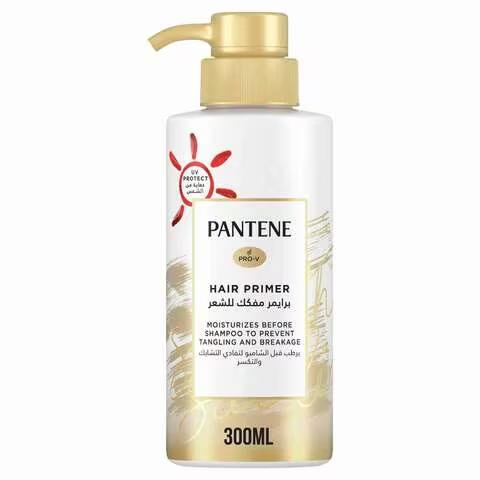 UV
PROTECT
حماية من
الشمس
PANTENE
PRO-V
HAIR PRIMER
برايمر مفكك للشعر
MOISTURIZES BEFORE
SHAMPOO TO PREVENT
TANGLING AND BREAKAGE
يرطب قبل الشامبو لتفادي التشابك
والتكسر
300ML